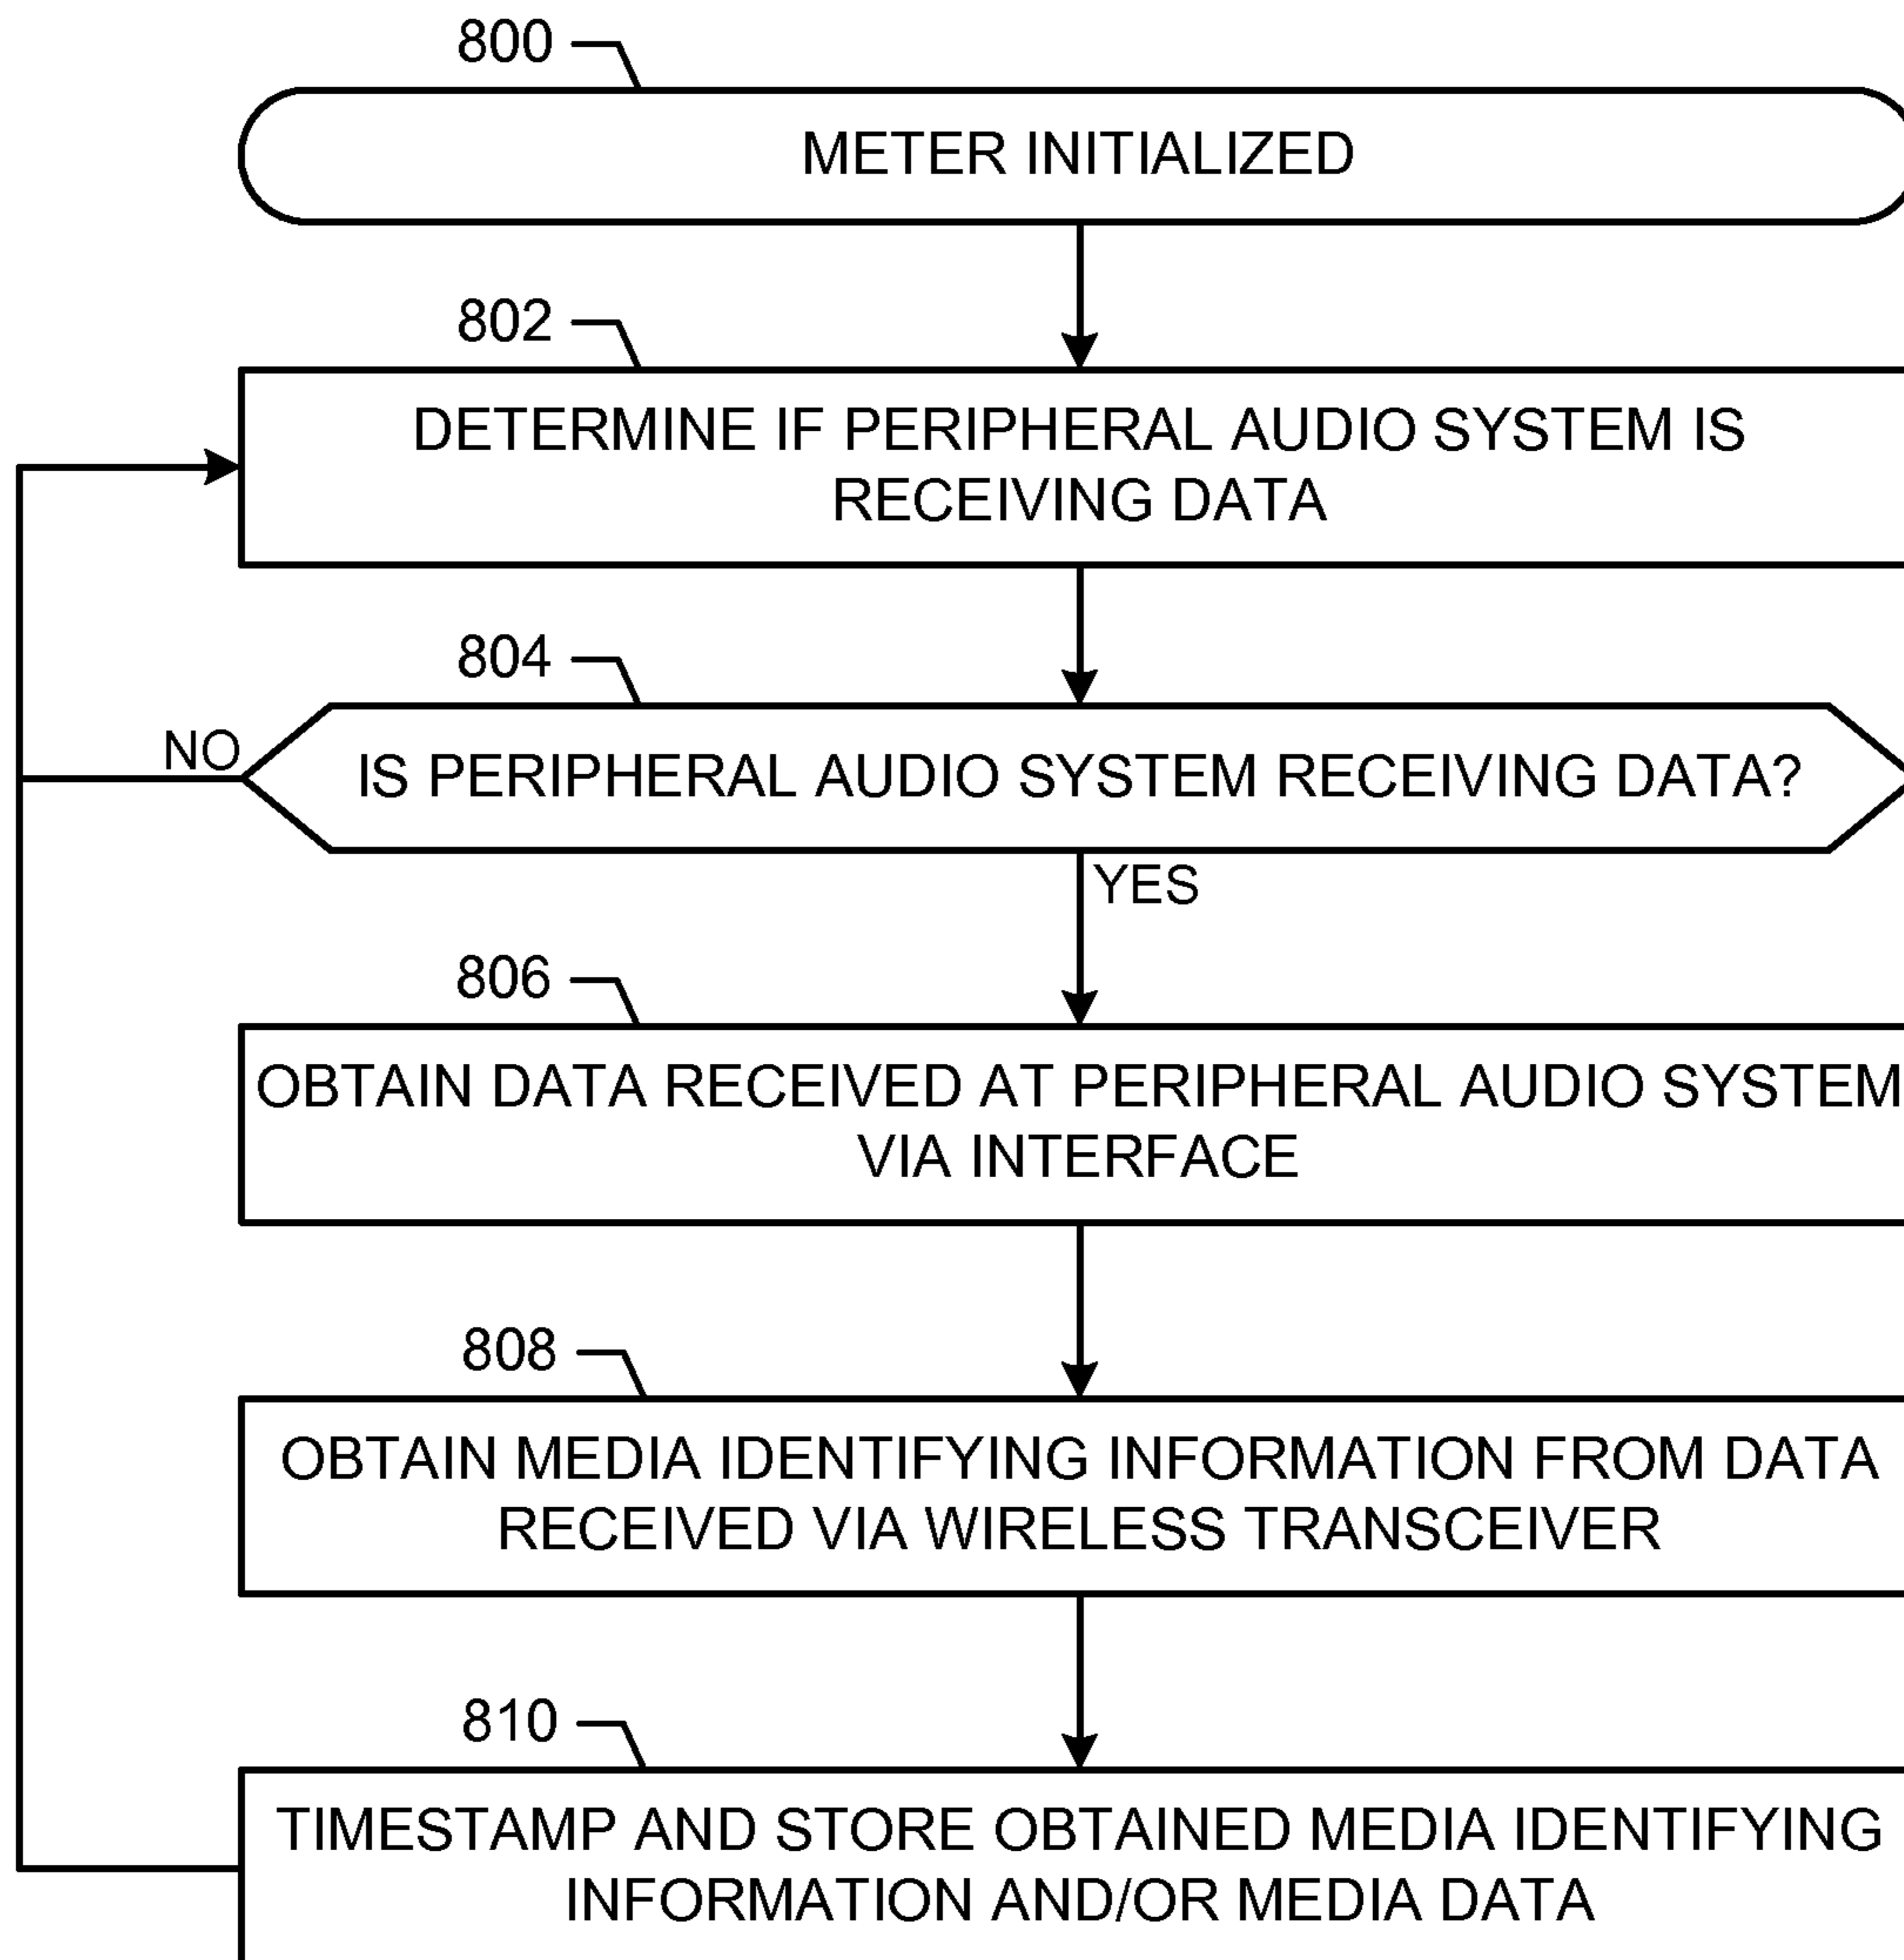 800
METER INITIALIZED
802
DETERMINE IF PERIPHERAL AUDIO SYSTEM IS
RECEIVING DATA
804
NO
IS PERIPHERAL AUDIO SYSTEM RECEIVING DATA?
YES
806
OBTAIN DATA RECEIVED AT PERIPHERAL AUDIO SYSTEM
VIA INTERFACE
808
OBTAIN MEDIA IDENTIFYING INFORMATION FROM DATA
RECEIVED VIA WIRELESS TRANSCEIVER
810
TIMESTAMP AND STORE OBTAINED MEDIA IDENTIFYING
INFORMATION AND/OR MEDIA DATA